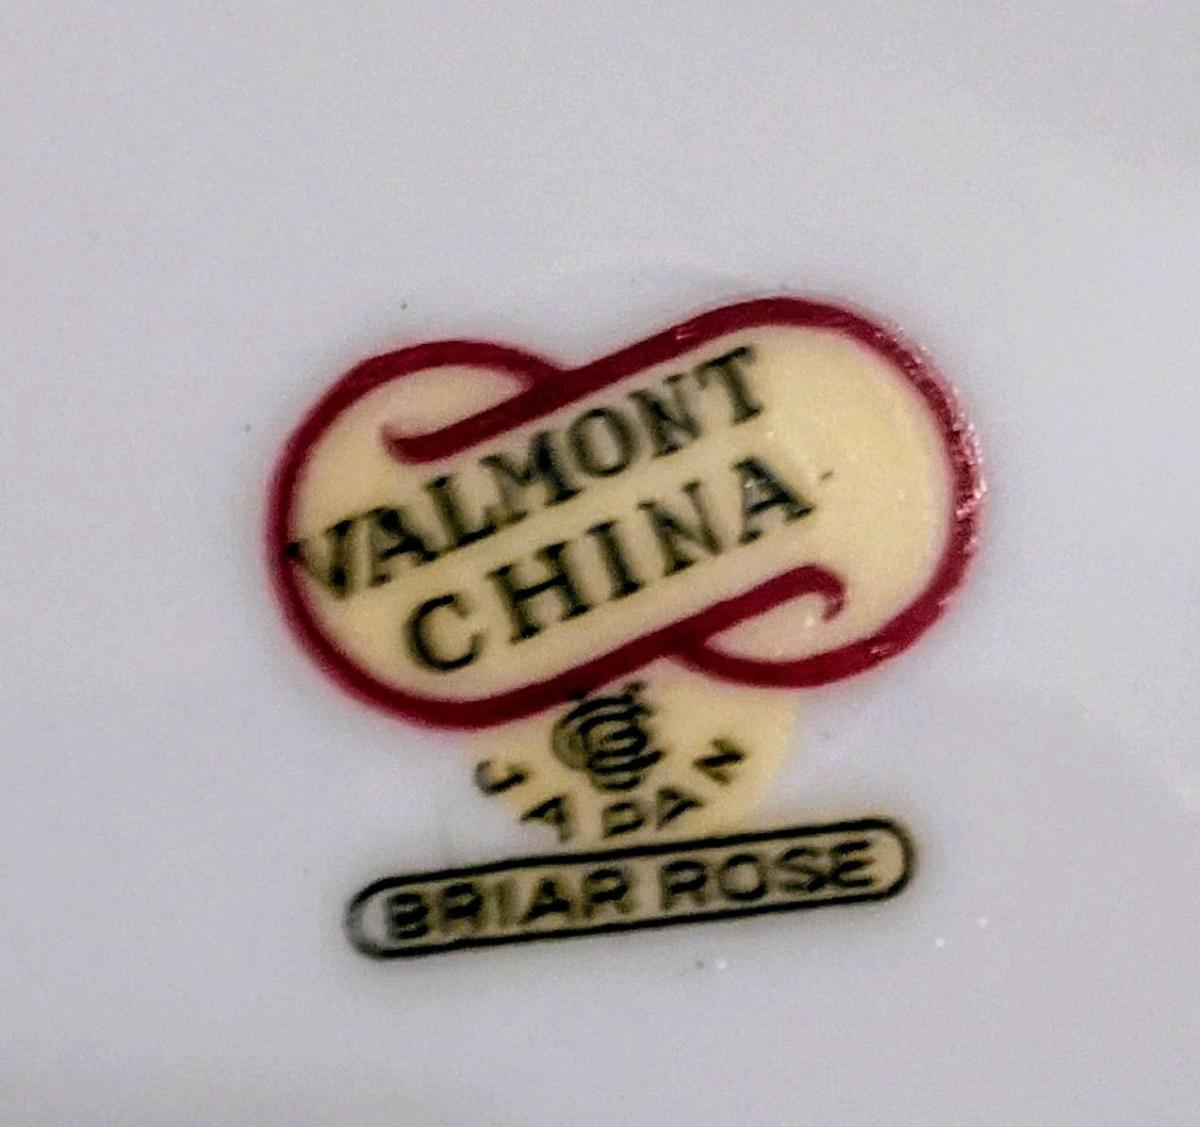 VALMONT
CHINA
JAPAN
BRIAR ROSE